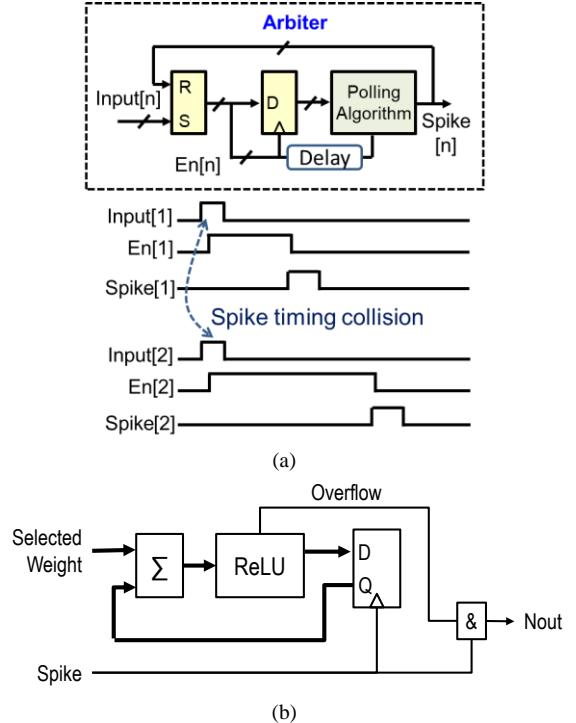 Arbiter
Input[n]
R
S
D
Polling
Algorithm
Spike
[n]
En[n]
Delay
Input[1]
En[1]
Spike[1]
Spike timing collision
Input[2]
En[2]
Spike[2]
(a)
Overflow
Selected
Weight
Σ
ReLU
D
Q
&
Nout
Spike
(b)